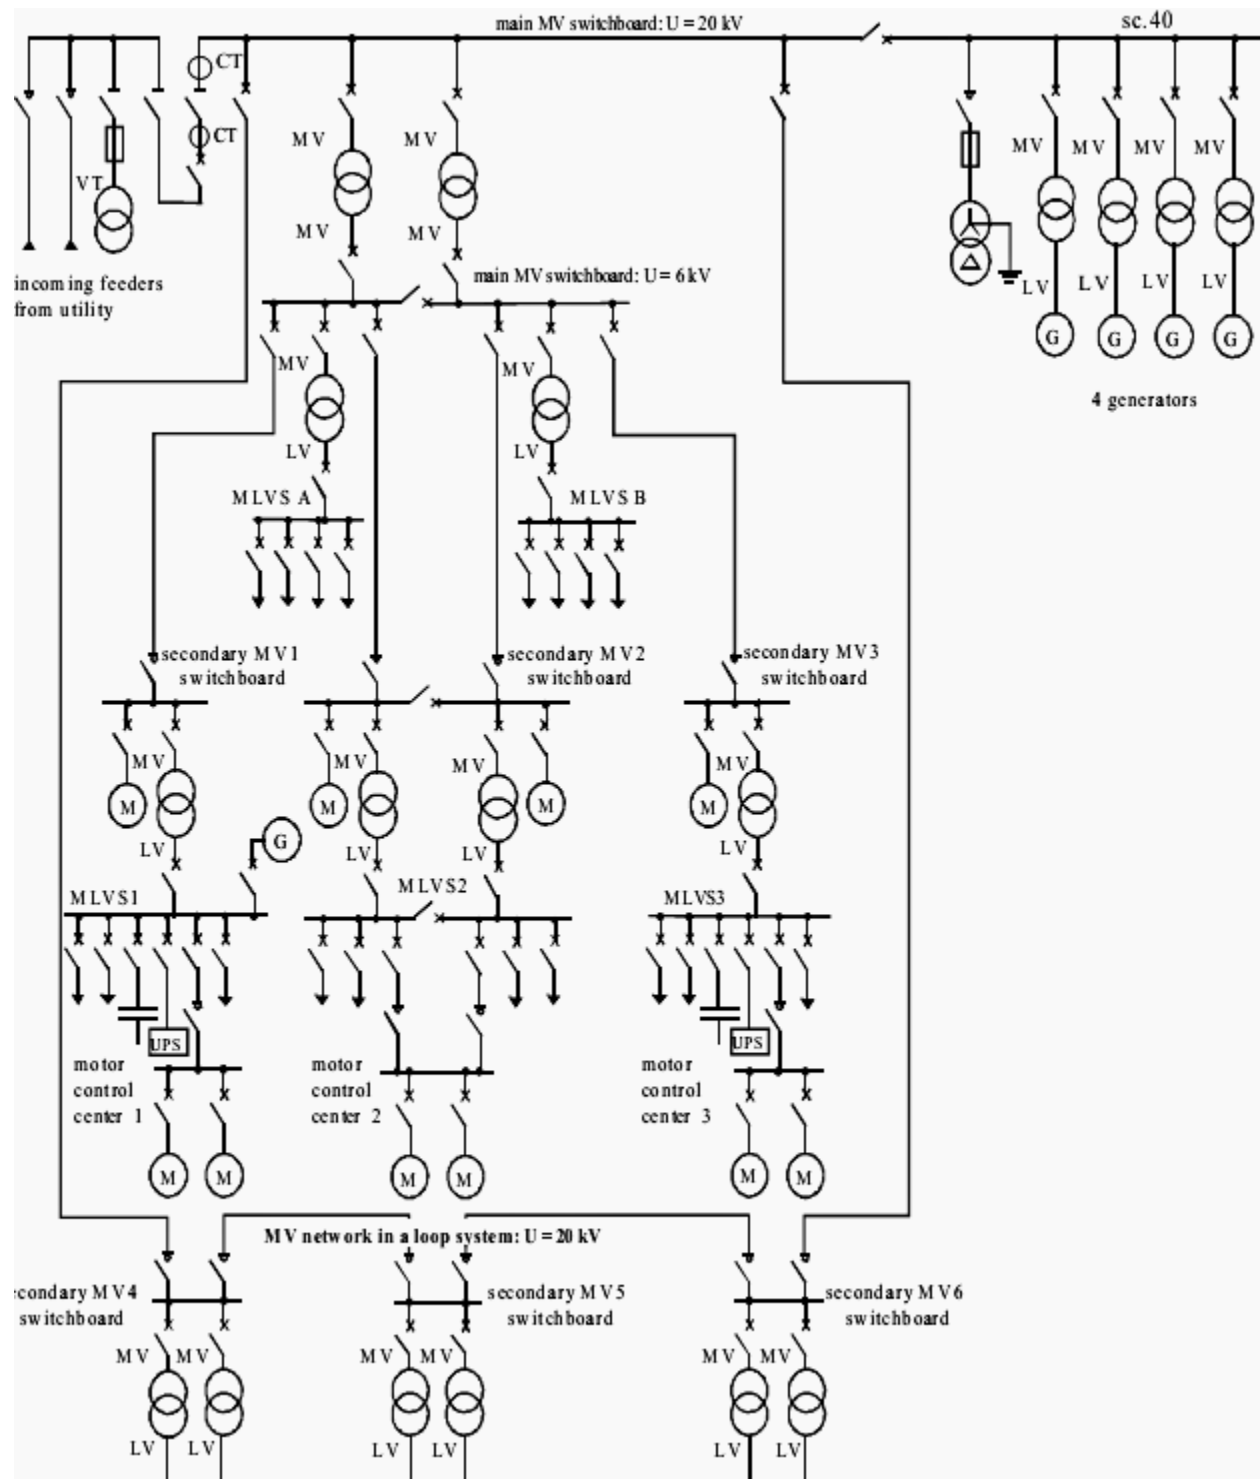 main MV switchboard: U = 20 kV
sc.40
CT
CT
VT
MV
MV
MV
MV
MV
MV
MV
MV
incoming feeders
from utility
main MV switchboard: U = 6 kV
LV
LV
LV
LV
G
G
G
G
4 generators
MV
MV
LV
LV
MLVS A
MLVS B
secondary MV1
switchboard
secondary MV2
switchboard
secondary MV3
switchboard
MV
MV
MV
MV
M
M
M
M
G
LV
LV
LV
LV
MLVS1
MLVS2
MLVS3
UPS
UPS
motor
control
center 1
motor
control
center 2
motor
control
center 3
M
M
M
M
M
M
MV network in a loop system: U = 20 kV
econdary MV4
switchboard
secondary MV5
switchboard
secondary MV6
switchboard
MV
MV
MV
MV
MV
MV
LV
LV
LV
LV
LV
LV